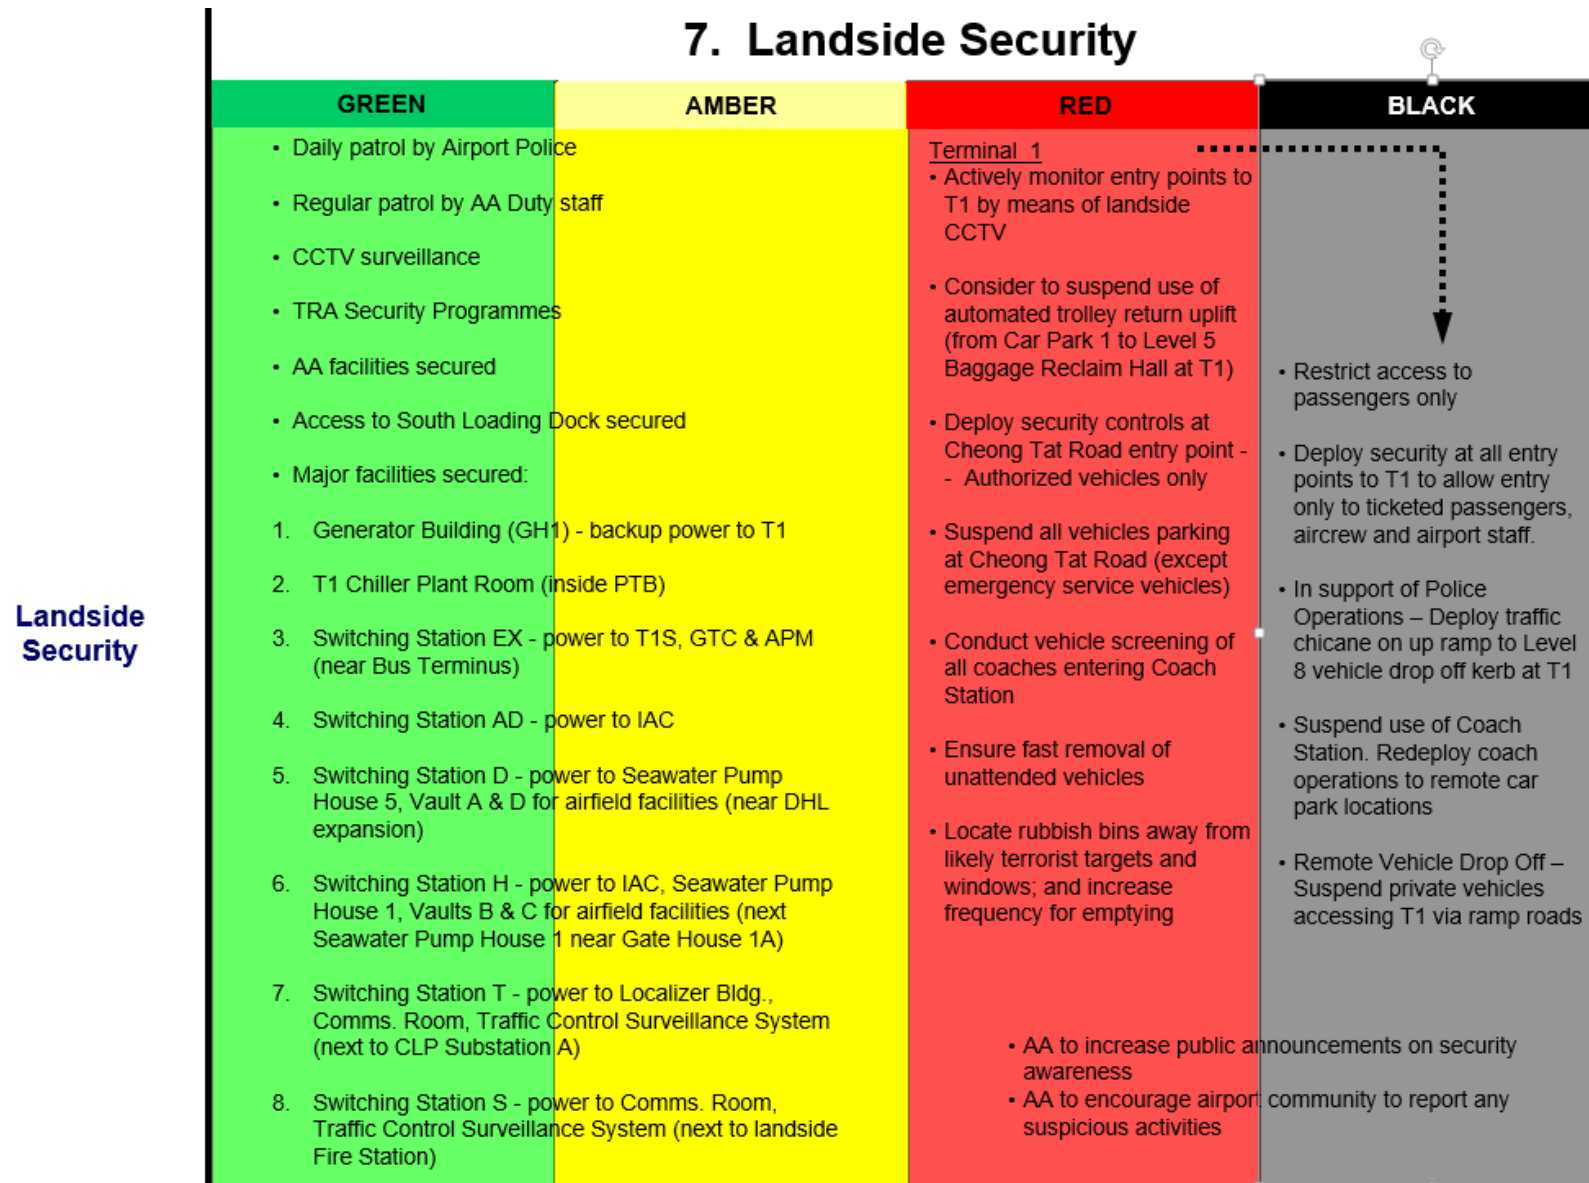 7. Landside Security
GREEN
AMBER
RED
BLACK
Landside
Security
• Daily patrol by Airport Police
• Regular patrol by AA Duty staff
• CCTV surveillance
• TRA Security Programmes
• AA facilities secured
• Access to South Loading Dock secured
• Major facilities secured:
1. Generator Building (GH1) - backup power to T1
2. T1 Chiller Plant Room (inside PTB)
3. Switching Station EX - power to T1S, GTC & APM
(near Bus Terminus)
4. Switching Station AD - power to IAC
5. Switching Station D - power to Seawater Pump
House 5, Vault A & D for airfield facilities (near DHL
expansion)
6. Switching Station H - power to IAC, Seawater Pump
House 1, Vaults B & C for airfield facilities (next
Seawater Pump House 1 near Gate House 1A)
7. Switching Station T - power to Localizer Bldg.,
Comms. Room, Traffic Control Surveillance System
(next to CLP Substation A)
8. Switching Station S - power to Comms. Room,
Traffic Control Surveillance System (next to landside
Fire Station)
Terminal 1
• Actively monitor entry points to
T1 by means of landside
CCTV
• Consider to suspend use of
automated trolley return uplift
(from Car Park 1 to Level 5
Baggage Reclaim Hall at T1)
• Deploy security controls at
Cheong Tat Road entry point -
- Authorized vehicles only
• Suspend all vehicles parking
at Cheong Tat Road (except
emergency service vehicles)
• Conduct vehicle screening of
all coaches entering Coach
Station
• Ensure fast removal of
unattended vehicles
• Locate rubbish bins away from
likely terrorist targets and
windows; and increase
frequency for emptying
• Restrict access to
passengers only
• Deploy security at all entry
points to T1 to allow entry
only to ticketed passengers,
aircrew and airport staff.
• In support of Police
Operations – Deploy traffic
chicane on up ramp to Level
8 vehicle drop off kerb at T1
• Suspend use of Coach
Station. Redeploy coach
operations to remote car
park locations
• Remote Vehicle Drop Off –
Suspend private vehicles
accessing T1 via ramp roads
• AA to increase public announcements on security
awareness
• AA to encourage airport community to report any
suspicious activities